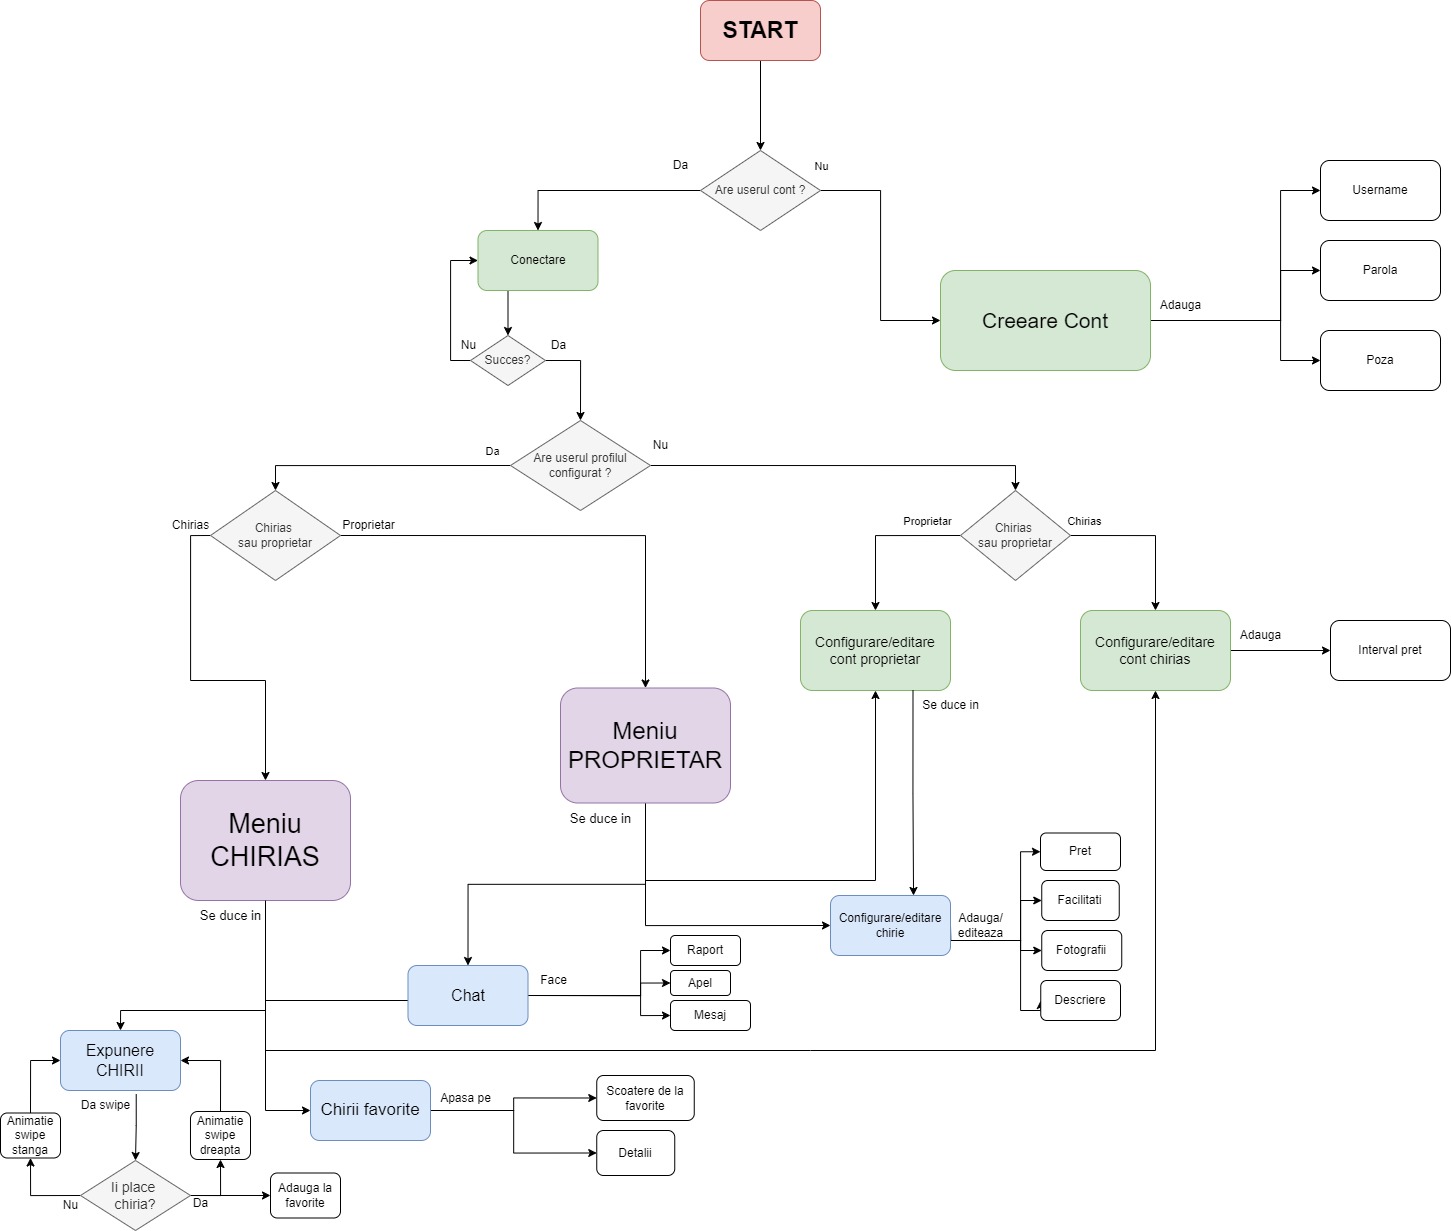 START
Da
Nu
Are userul cont ?
Username
Conectare
Parola
Adauga
Creeare Cont
Nu
Da
Succes?
Poza
Da
Nu
Are userul profilul
configurat ?
Chirias
Proprietar
Chirias
sau proprietar
Proprietar
Chirias
Chirias
sau proprietar
Configurare/editare
cont proprietar
Configurare/editare
cont chirias
Adauga
Interval pret
Se duce in
Meniu
PROPRIETAR
Se duce in
Meniu
CHIRIAS
Se duce in
Pret
Configurare/editare
chirie
Adauga/
editeaza
Facilitati
Fotografii
Descriere
Chat
Face
Raport
Apel
Mesaj
Expunere
CHIRII
Da swipe
Chirii favorite
Apasa pe
Scoatere de la
favorite
Detalii
Animatie
swipe
stanga
Animatie
swipe
dreapta
Ii place
chiria?
Nu
Da
Adauga la
favorite